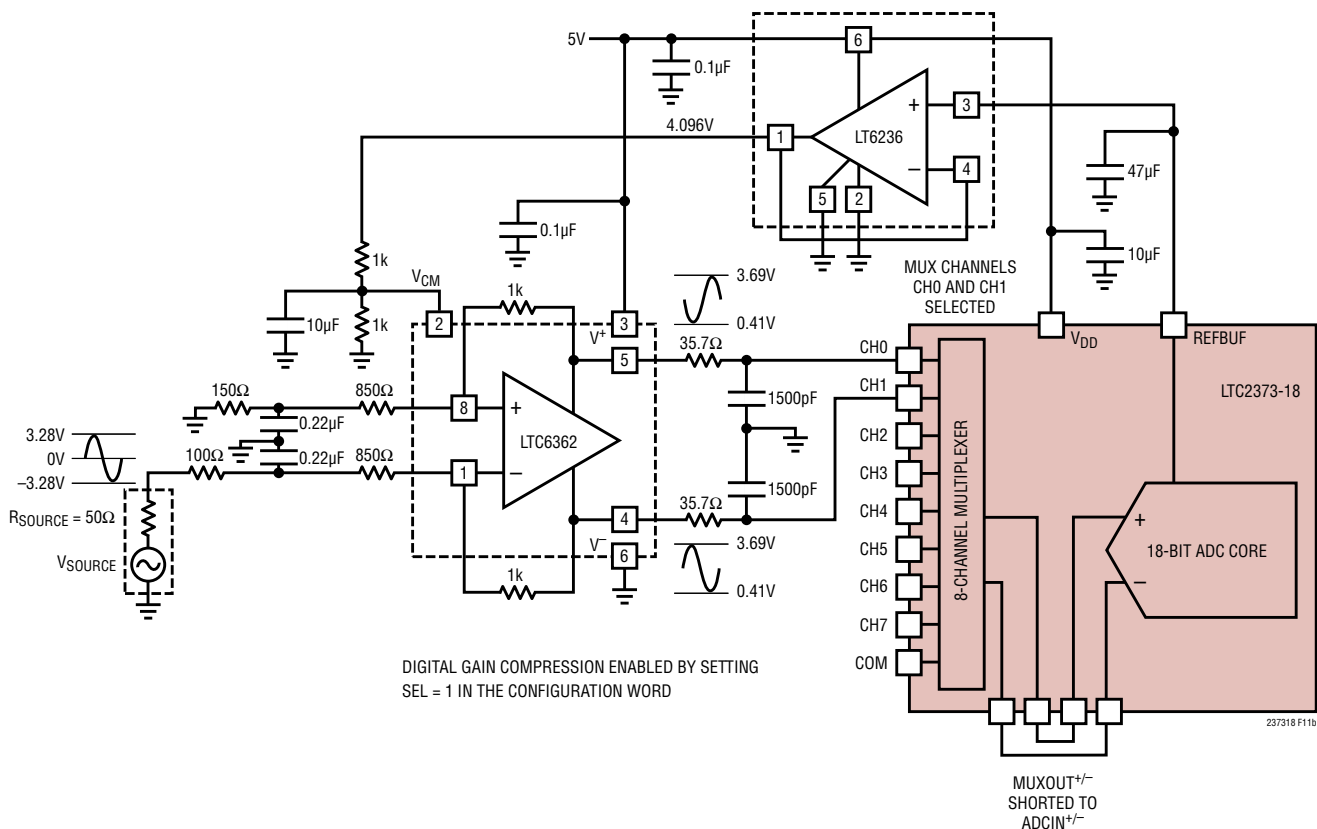 5V
6
0.1µF
+
3
4.096V
1
LT6236
–
4
47µF
5
2
0.1µF
10µF
1k
VCM
MUX CHANNELS
CH0 AND CH1
SELECTED
3.69V
0.41V
1k
10µF
1k
2
3
V+
VDD
REFBUF
35.7Ω
5
CH0
LTC2373-18
150Ω
850Ω
8
+
CH1
1500pF
0.22µF
LTC6362
CH2
3.28V
0V
–3.28V
0.22µF
100Ω
850Ω
1
–
CH3
1500pF
RSOURCE = 50Ω
35.7Ω
4
CH4
+
8-CHANNEL MULTIPLEXER
18-BIT ADC CORE
V–
6
3.69V
0.41V
CH5
VSOURCE
CH6
–
1k
CH7
COM
DIGITAL GAIN COMPRESSION ENABLED BY SETTING
SEL = 1 IN THE CONFIGURATION WORD
237318 F11b
MUXOUT+/–
SHORTED TO
ADCIN+/–